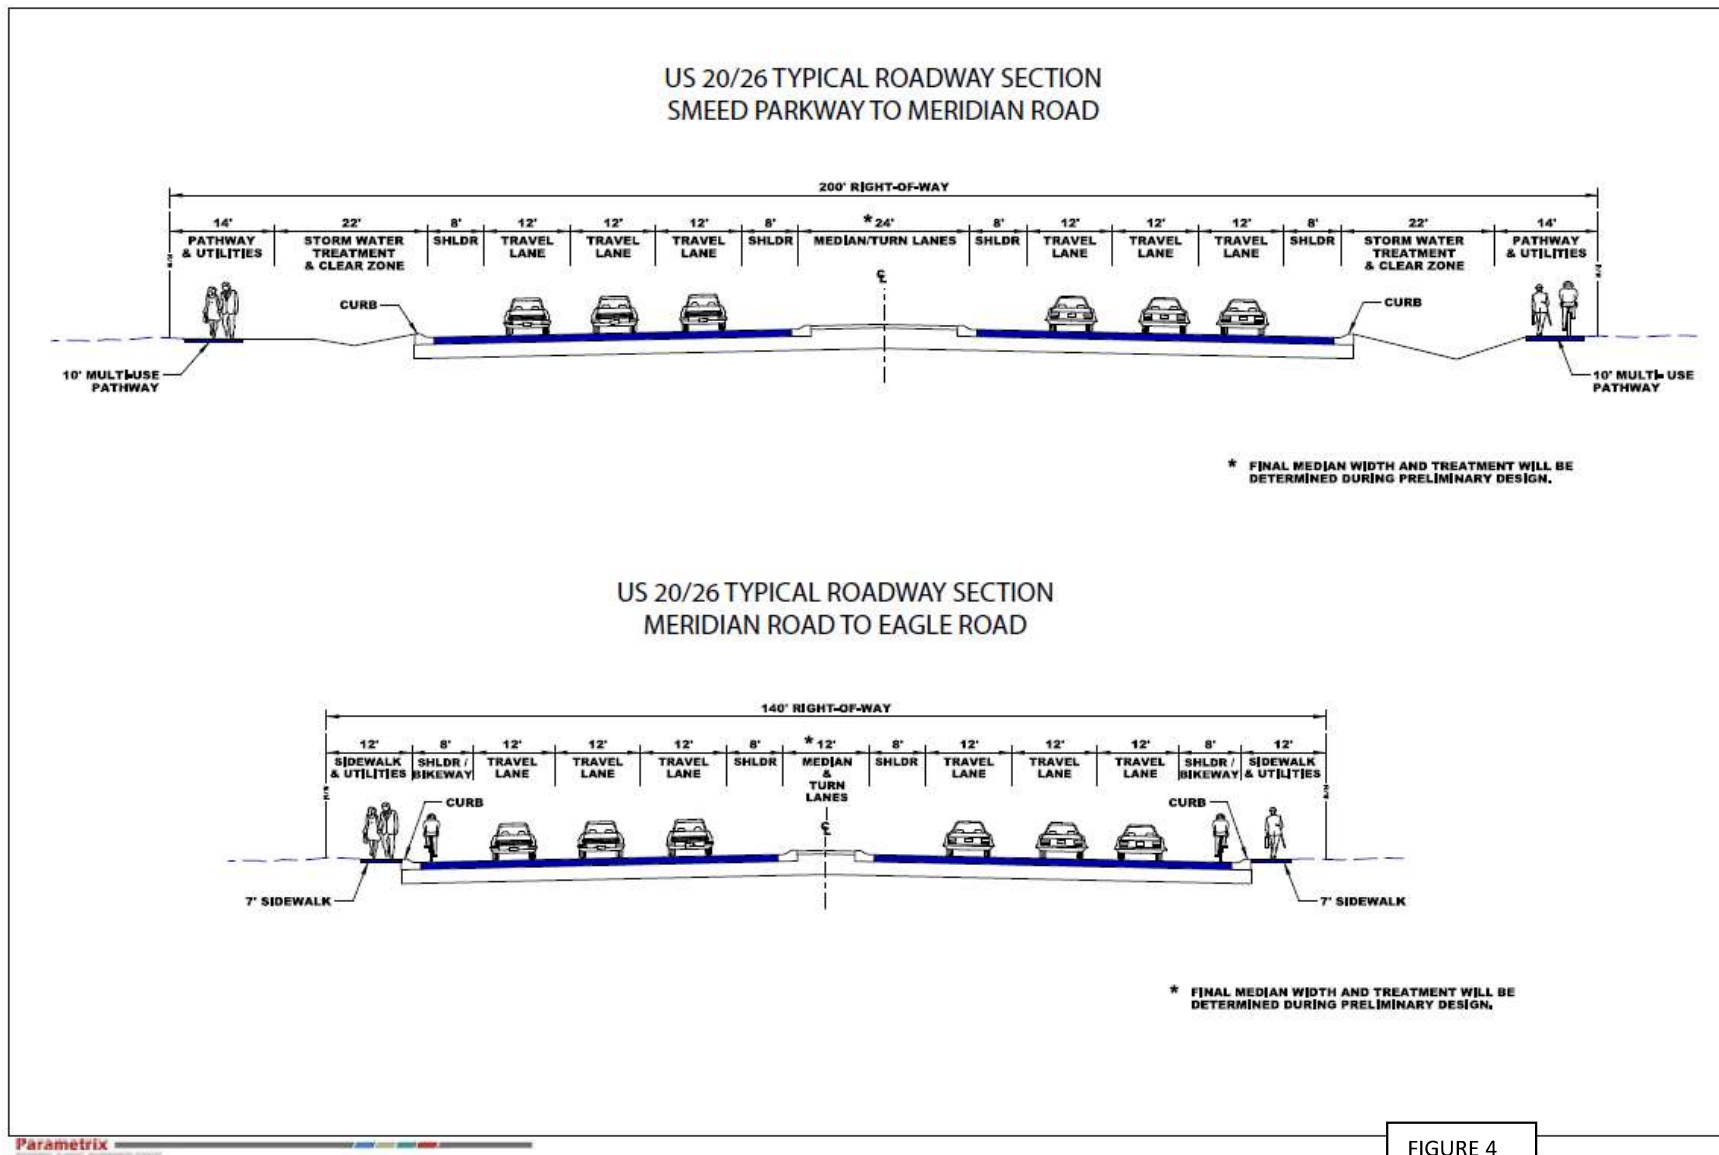 US 20/26 TYPICAL ROADWAY SECTION
SMEED PARKWAY TO MERIDIAN ROAD
200' RIGHT-OF-WAY
14' 22' 8' 12' 12' 12' 8' * 24' 8' 12' 12' 12' 8' 22' 14'
PATHWAY STORM WATER SHLDR TRAVEL TRAVEL TRAVEL SHLDR MEDIAN/TURN LANES SHLDR TRAVEL TRAVEL TRAVEL SHLDR STORM WATER PATHWAY
& UTILITIES TREATMENT LANE LANE LANE LANE LANE LANE TREATMENT & UTILITIES
& CLEAR ZONE & CLEAR ZONE
℄
CURB CURB
10' MULTI-USE 10' MULTI- USE
PATHWAY PATHWAY
* FINAL MEDIAN WIDTH AND TREATMENT WILL BE
DETERMINED DURING PRELIMINARY DESIGN.
US 20/26 TYPICAL ROADWAY SECTION
MERIDIAN ROAD TO EAGLE ROAD
140' RIGHT-OF-WAY
12' 8' 12' 12' 12' 8' * 12' 8' 12' 12' 12' 8' 12'
SIDEWALK SHLDR / TRAVEL TRAVEL TRAVEL SHLDR MEDIAN SHLDR TRAVEL TRAVEL TRAVEL SHLDR / SIDEWALK
& UTILITIES BIKEWAY LANE LANE LANE & LANE LANE LANE BIKEWAY & UTILITIES
TURN
LANES
CURB CURB
℄
7' SIDEWALK 7' SIDEWALK
* FINAL MEDIAN WIDTH AND TREATMENT WILL BE
DETERMINED DURING PRELIMINARY DESIGN.
Parametrix
FIGURE 4